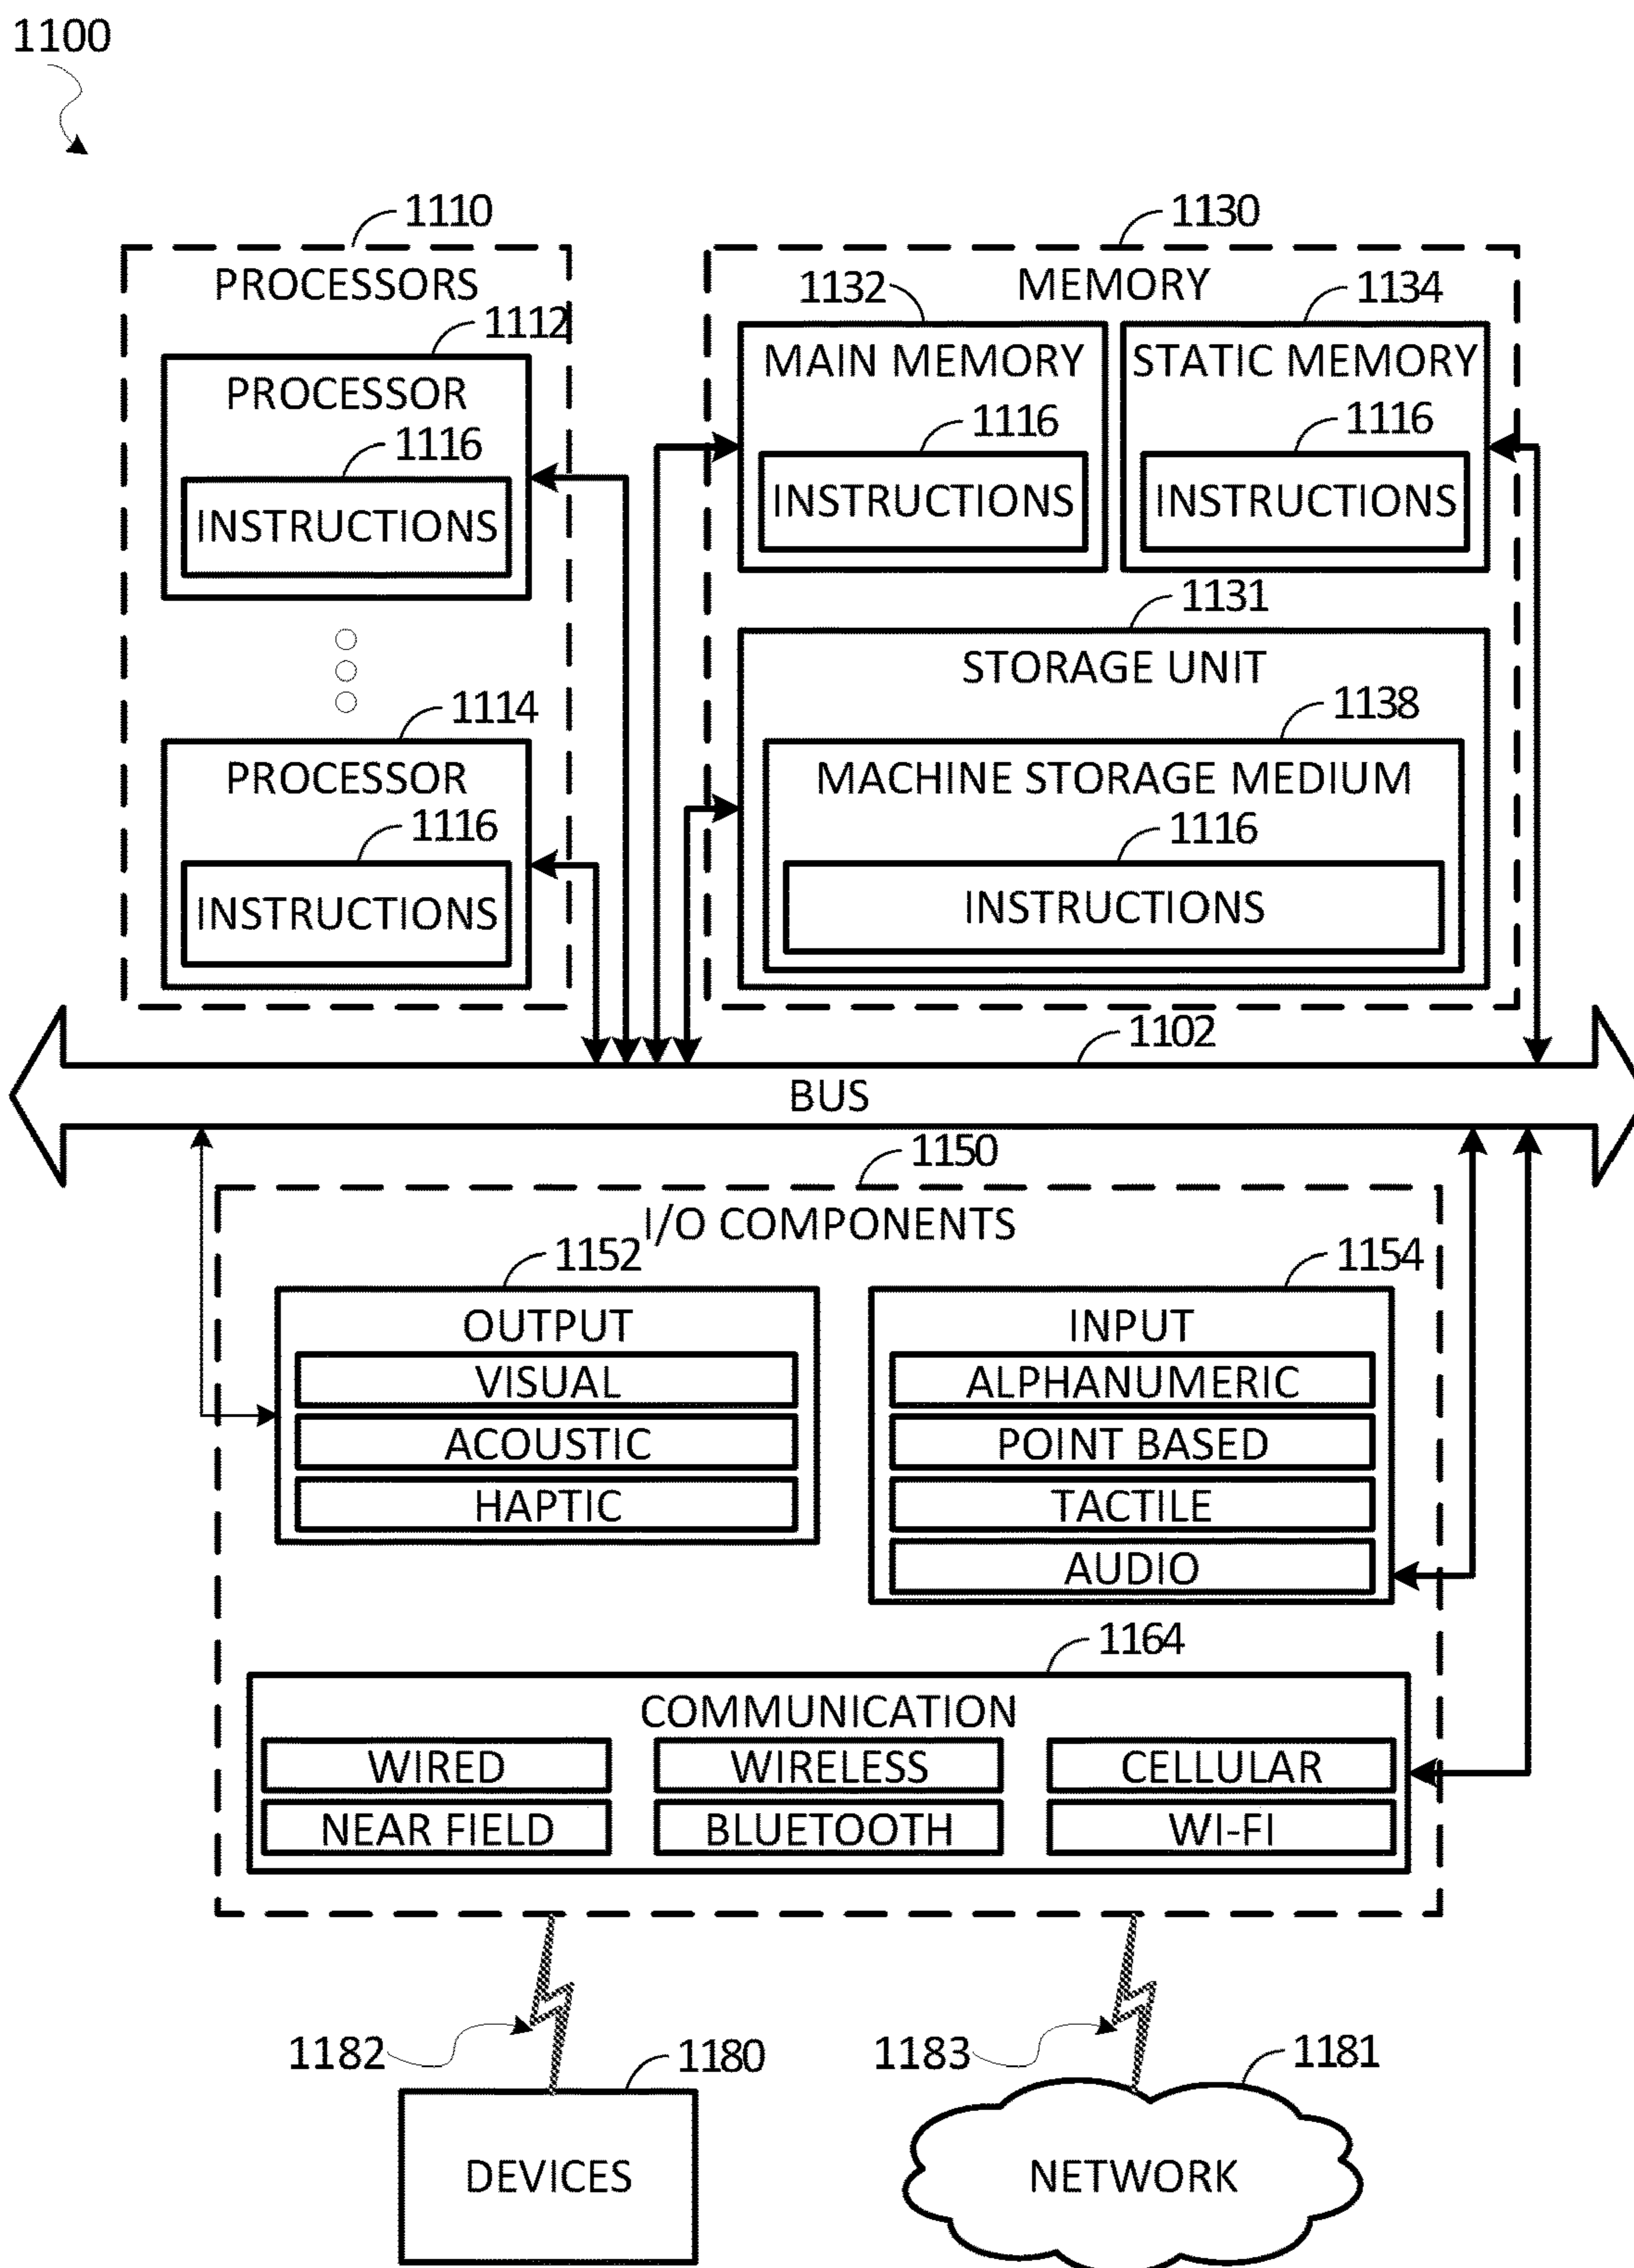 1100
1110
PROCESSORS
1112
PROCESSOR
1116
INSTRUCTIONS
1114
PROCESSOR
1116
INSTRUCTIONS
1130
MEMORY
1132
MAIN MEMORY
1116
INSTRUCTIONS
1134
STATIC MEMORY
1116
INSTRUCTIONS
1131
STORAGE UNIT
1138
MACHINE STORAGE MEDIUM
1116
INSTRUCTIONS
1102
BUS
1150
I/O COMPONENTS
1152
OUTPUT
VISUAL
ACOUSTIC
HAPTIC
1154
INPUT
ALPHANUMERIC
POINT BASED
TACTILE
AUDIO
1164
COMMUNICATION
WIRED
WIRELESS
CELLULAR
NEAR FIELD
BLUETOOTH
WI-FI
1182
1180
DEVICES
1183
1181
NETWORK